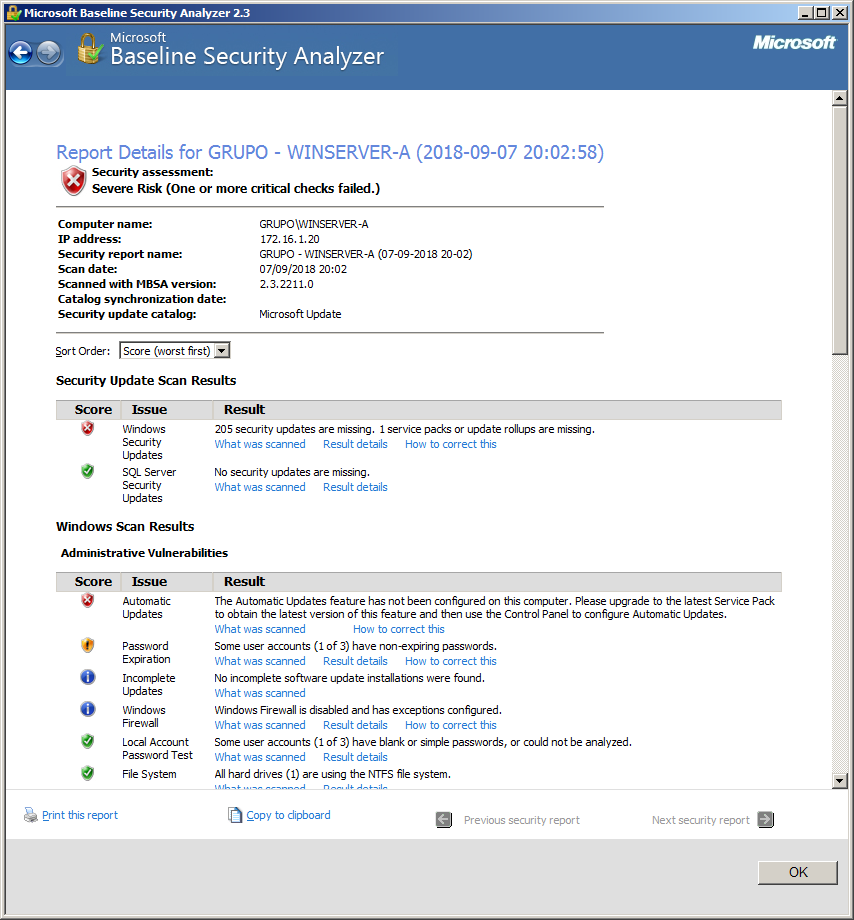 Microsoft Baseline Security Analyzer 2.3
Microsoft
Baseline Security Analyzer
Microsoft
Report Details for GRUPO - WINSERVER-A (2018-09-07 20:02:58)
Security assessment:
Severe Risk (One or more critical checks failed.)
Computer name: GRUPO\WINSERVER-A
IP address: 172.16.1.20
Security report name: GRUPO - WINSERVER-A (07-09-2018 20-02)
Scan date: 07/09/2018 20:02
Scanned with MBSA version: 2.3.2211.0
Catalog synchronization date:
Security update catalog: Microsoft Update
Sort Order: Score (worst first)
Security Update Scan Results
Score Issue Result
Windows Security Updates
205 security updates are missing. 1 service packs or update rollups are missing.
What was scanned Result details How to correct this
SQL Server Security Updates
No security updates are missing.
What was scanned Result details
Windows Scan Results
Administrative Vulnerabilities
Score Issue Result
Automatic Updates
The Automatic Updates feature has not been configured on this computer. Please upgrade to the latest Service Pack
to obtain the latest version of this feature and then use the Control Panel to configure Automatic Updates.
What was scanned How to correct this
Password Expiration
Some user accounts (1 of 3) have non-expiring passwords.
What was scanned Result details How to correct this
Incomplete Updates
No incomplete software update installations were found.
What was scanned
Windows Firewall
Windows Firewall is disabled and has exceptions configured.
What was scanned Result details How to correct this
Local Account Password Test
Some user accounts (1 of 3) have blank or simple passwords, or could not be analyzed.
What was scanned Result details
File System
All hard drives (1) are using the NTFS file system.
What was scanned Result details
Print this report
Copy to clipboard
Previous security report
Next security report
OK